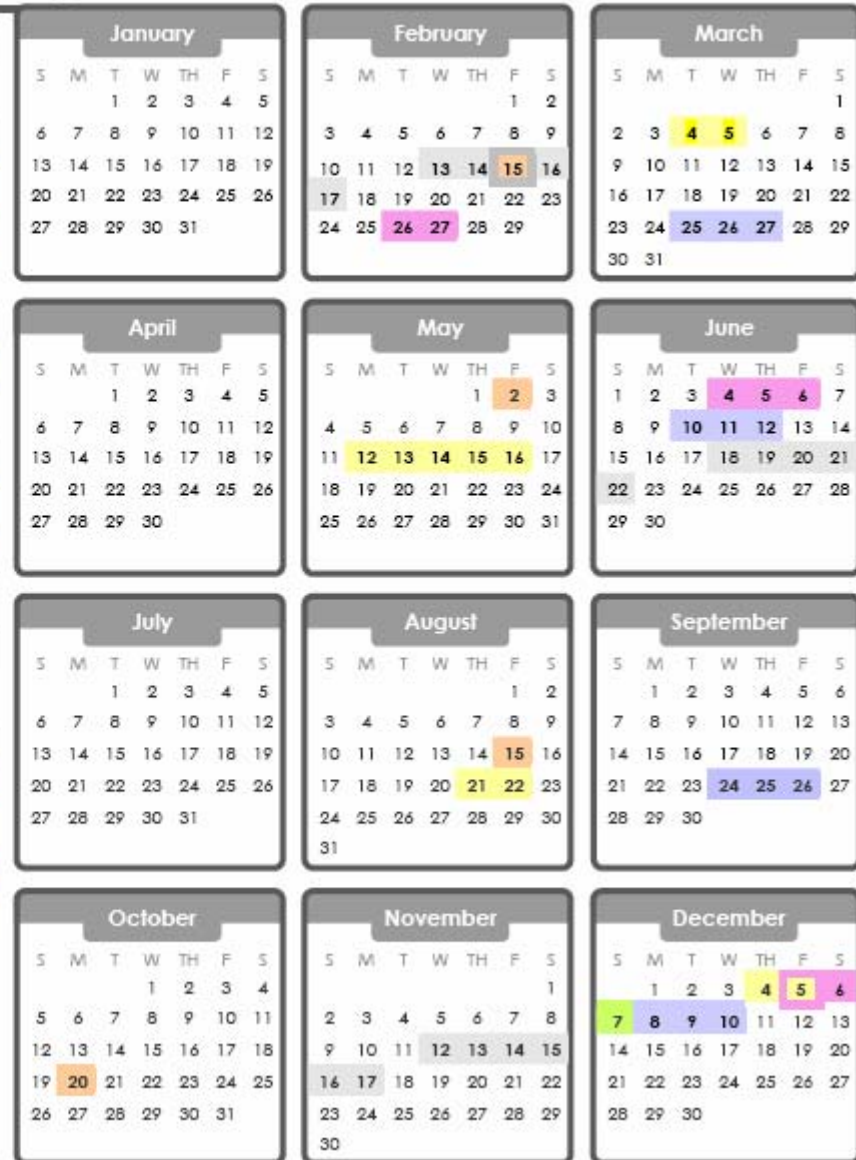 January
S M T W TH F S
1 2 3 4 5
6 7 8 9 10 11 12
13 14 15 16 17 18 19
20 21 22 23 24 25 26
27 28 29 30 31
February
S M T W TH F S
1 2
3 4 5 6 7 8 9
10 11 12 13 14 15 16
17 18 19 20 21 22 23
24 25 26 27 28 29
March
S M T W TH F S
1
2 3 4 5 6 7 8
9 10 11 12 13 14 15
16 17 18 19 20 21 22
23 24 25 26 27 28 29
30 31
April
S M T W TH F S
1 2 3 4 5
6 7 8 9 10 11 12
13 14 15 16 17 18 19
20 21 22 23 24 25 26
27 28 29 30
May
S M T W TH F S
1 2 3
4 5 6 7 8 9 10
11 12 13 14 15 16 17
18 19 20 21 22 23 24
25 26 27 28 29 30 31
June
S M T W TH F S
1 2 3 4 5 6 7
8 9 10 11 12 13 14
15 16 17 18 19 20 21
22 23 24 25 26 27 28
29 30
July
S M T W TH F S
1 2 3 4 5
6 7 8 9 10 11 12
13 14 15 16 17 18 19
20 21 22 23 24 25 26
27 28 29 30 31
August
S M T W TH F S
1 2
3 4 5 6 7 8 9
10 11 12 13 14 15 16
17 18 19 20 21 22 23
24 25 26 27 28 29 30
31
September
S M T W TH F S
1 2 3 4 5 6
7 8 9 10 11 12 13
14 15 16 17 18 19 20
21 22 23 24 25 26 27
28 29 30
October
S M T W TH F S
1 2 3 4
5 6 7 8 9 10 11
12 13 14 15 16 17 18
19 20 21 22 23 24 25
26 27 28 29 30 31
November
S M T W TH F S
1
2 3 4 5 6 7 8
9 10 11 12 13 14 15
16 17 18 19 20 21 22
23 24 25 26 27 28 29
30
December
S M T W TH F S
1 2 3 4 5 6
7 8 9 10 11 12 13
14 15 16 17 18 19 20
21 22 23 24 25 26 27
28 29 30